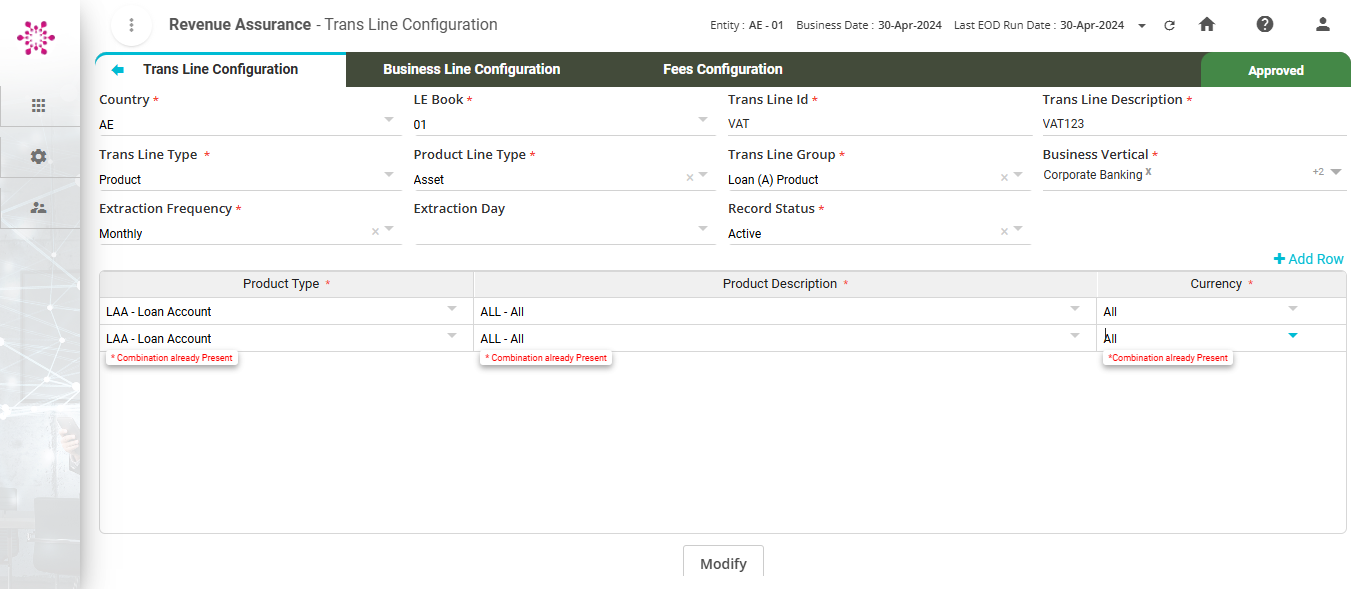 Revenue Assurance - Trans Line Configuration
Entity : AE - 01 Business Date : 30-Apr-2024 Last EOD Run Date : 30-Apr-2024
Trans Line Configuration Business Line Configuration Fees Configuration Approved
Country * LE Book * Trans Line Id * Trans Line Description *
AE 01 VAT VAT123
Trans Line Type * Product Line Type * Trans Line Group * Business Vertical *
Product Asset × Loan (A) Product × Corporate Banking x +2
Extraction Frequency * Extraction Day Record Status *
Monthly × Active ×
+ Add Row
Product Type * Product Description * Currency *
LAA - Loan Account ALL - All All
LAA - Loan Account ALL - All All
* Combination already Present * Combination already Present *Combination already Present
Modify